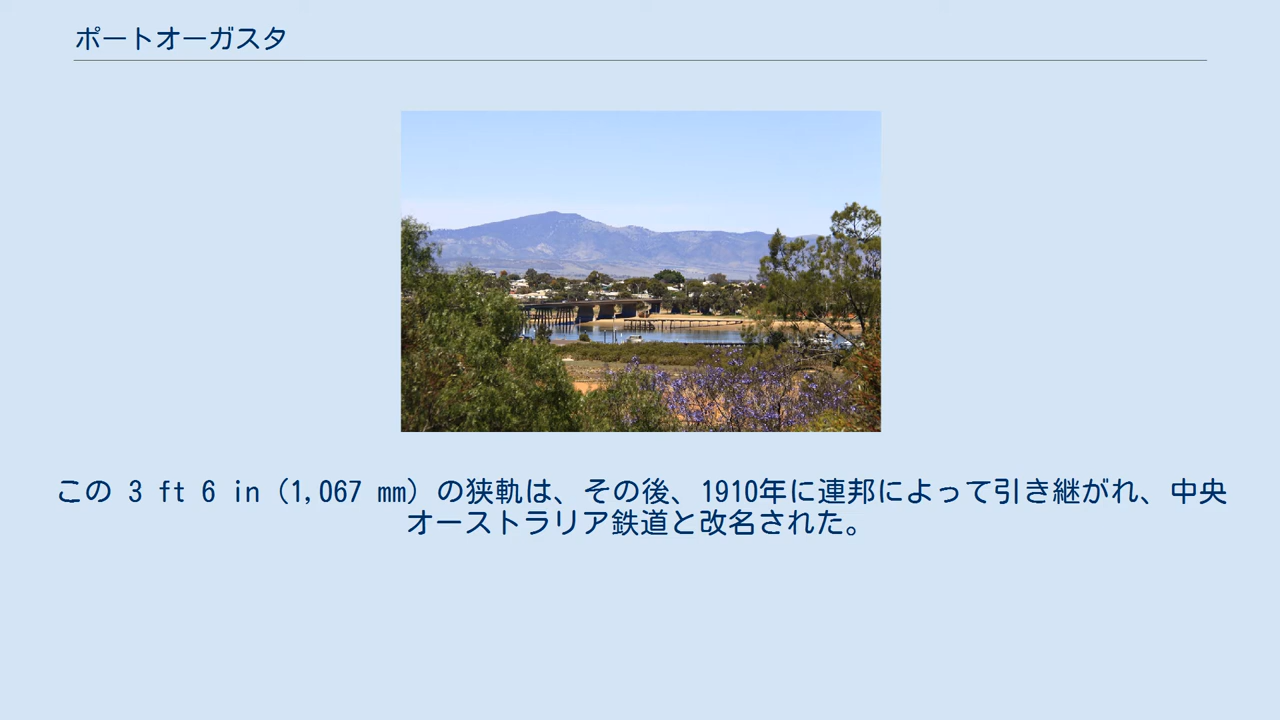 ポートオーガスタ
この 3 ft 6 in（1,067 mm）の狭軌は、その後、1910年に連邦によって引き継がれ、中央
オーストラリア鉄道と改名された。